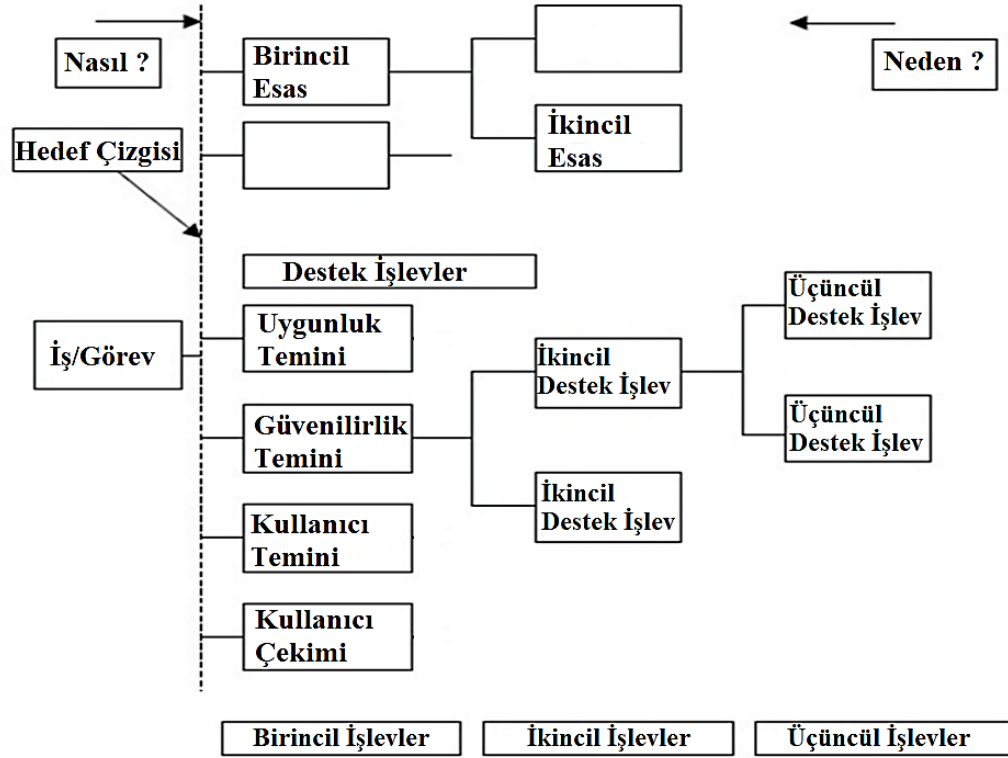 Nasıl ?
Birincil
Esas
Neden ?
Hedef Çizgisi
İkincil
Esas
Destek İşlevler
İş/Görev
Uygunluk
Temini
Güvenilirlik
Temini
Kullanıcı
Temini
Kullanıcı
Çekimi
İkincil
Destek İşlev
İkincil
Destek İşlev
Üçüncül
Destek İşlev
Üçüncül
Destek İşlev
Birincil İşlevler
İkincil İşlevler
Üçüncül İşlevler